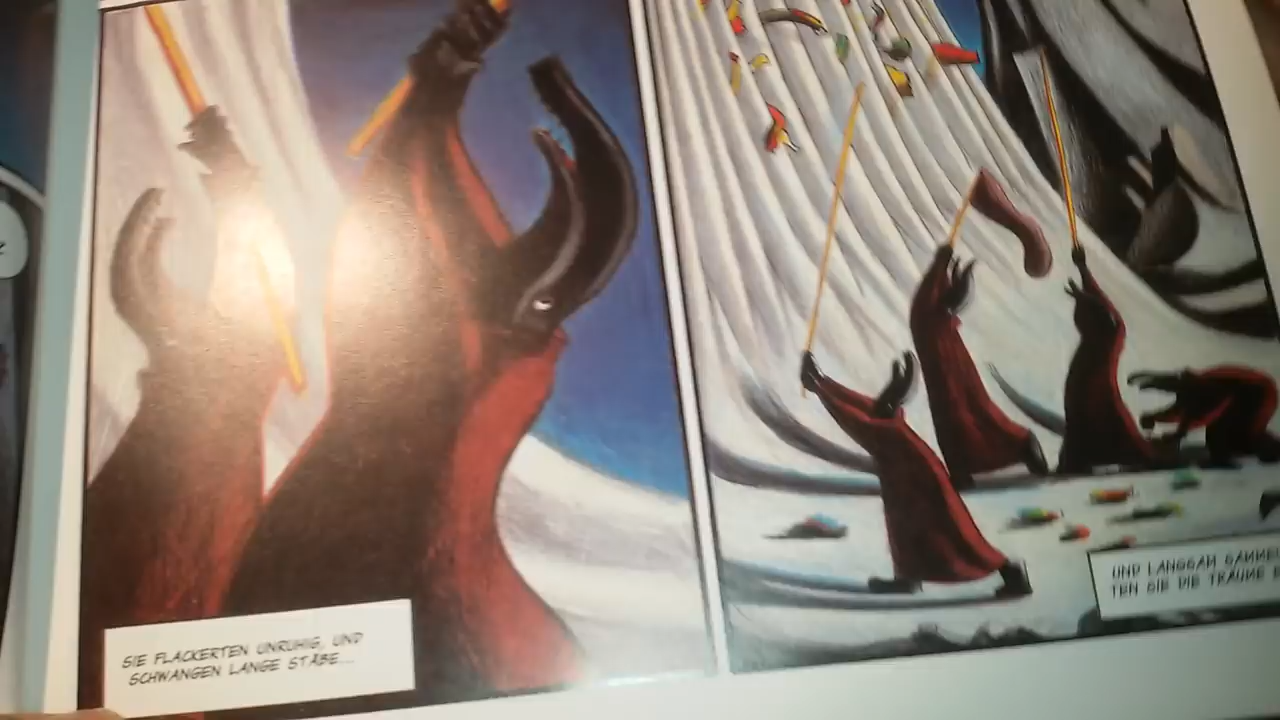 SIE FLACKERTEN UNRUHIG, UND
SCHWANGEN LANGE STÄBE...
UND LANGSAM SAMMEL
TEN SIE DIE TRÄUME